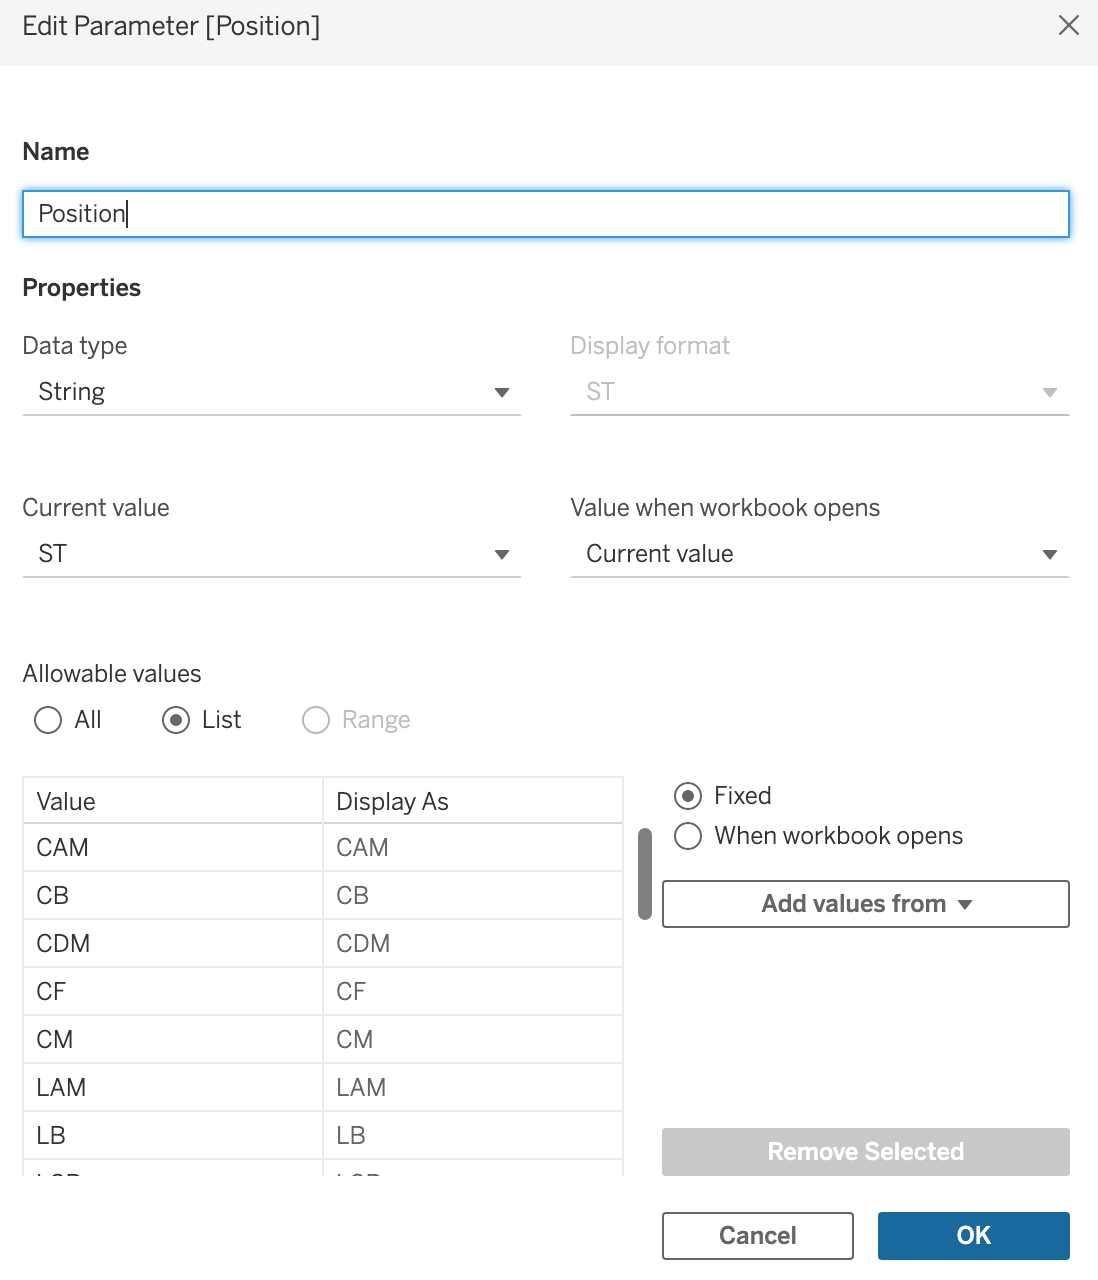 Edit Parameter [Position]
Name
Position
Properties
Data type
Display format
String
ST
Current value
Value when workbook opens
ST
Current value
Allowable values
All
List
Range
Value
Display As
CAM
CAM
CB
CB
CDM
CDM
CF
CF
CM
CM
LAM
LAM
LB
LB
Fixed
When workbook opens
Add values from
Remove Selected
Cancel
OK